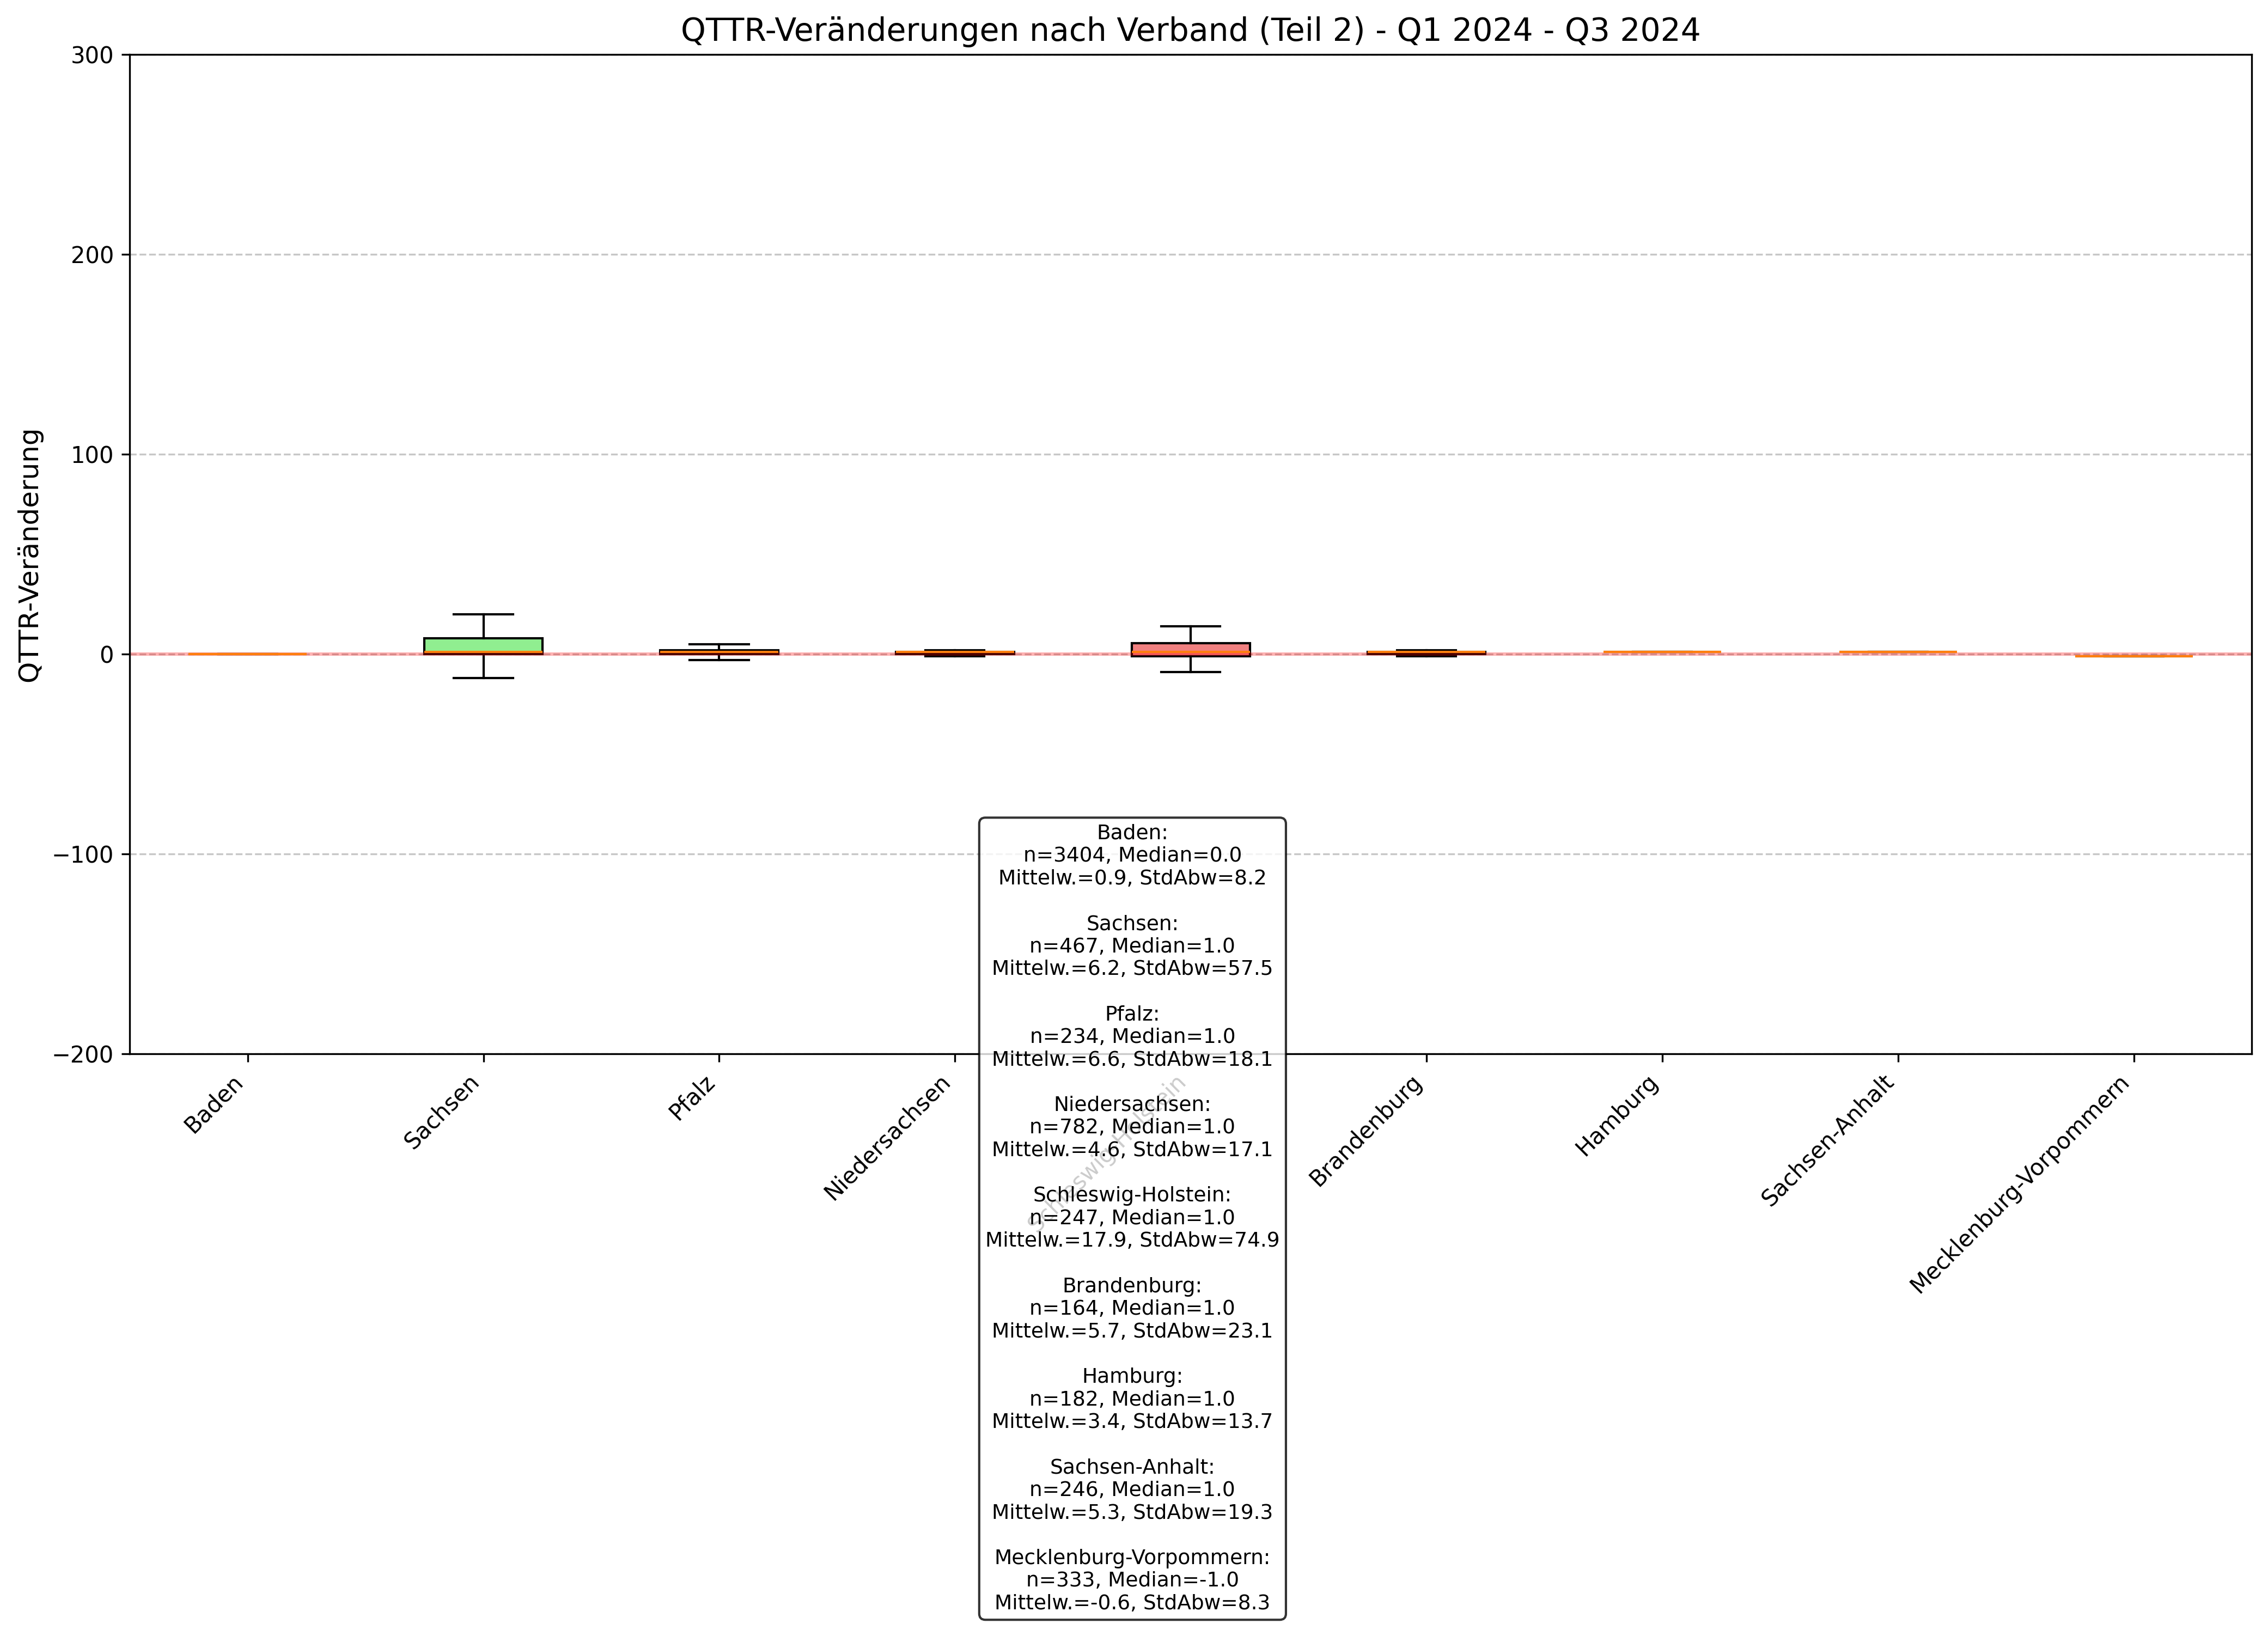 QTTR-Veränderungen nach Verband (Teil 2) - Q1 2024 - Q3 2024
QTTR-Veränderung
300
200
100
0
−100
−200
Baden
Sachsen
Pfalz
Niedersachsen
Schleswig-Holstein
Brandenburg
Hamburg
Sachsen-Anhalt
Mecklenburg-Vorpommern
Baden:
n=3404, Median=0.0
Mittelw.=0.9, StdAbw=8.2
Sachsen:
n=467, Median=1.0
Mittelw.=6.2, StdAbw=57.5
Pfalz:
n=234, Median=1.0
Mittelw.=6.6, StdAbw=18.1
Niedersachsen:
n=782, Median=1.0
Mittelw.=4.6, StdAbw=17.1
Schleswig-Holstein:
n=247, Median=1.0
Mittelw.=17.9, StdAbw=74.9
Brandenburg:
n=164, Median=1.0
Mittelw.=5.7, StdAbw=23.1
Hamburg:
n=182, Median=1.0
Mittelw.=3.4, StdAbw=13.7
Sachsen-Anhalt:
n=246, Median=1.0
Mittelw.=5.3, StdAbw=19.3
Mecklenburg-Vorpommern:
n=333, Median=-1.0
Mittelw.=-0.6, StdAbw=8.3